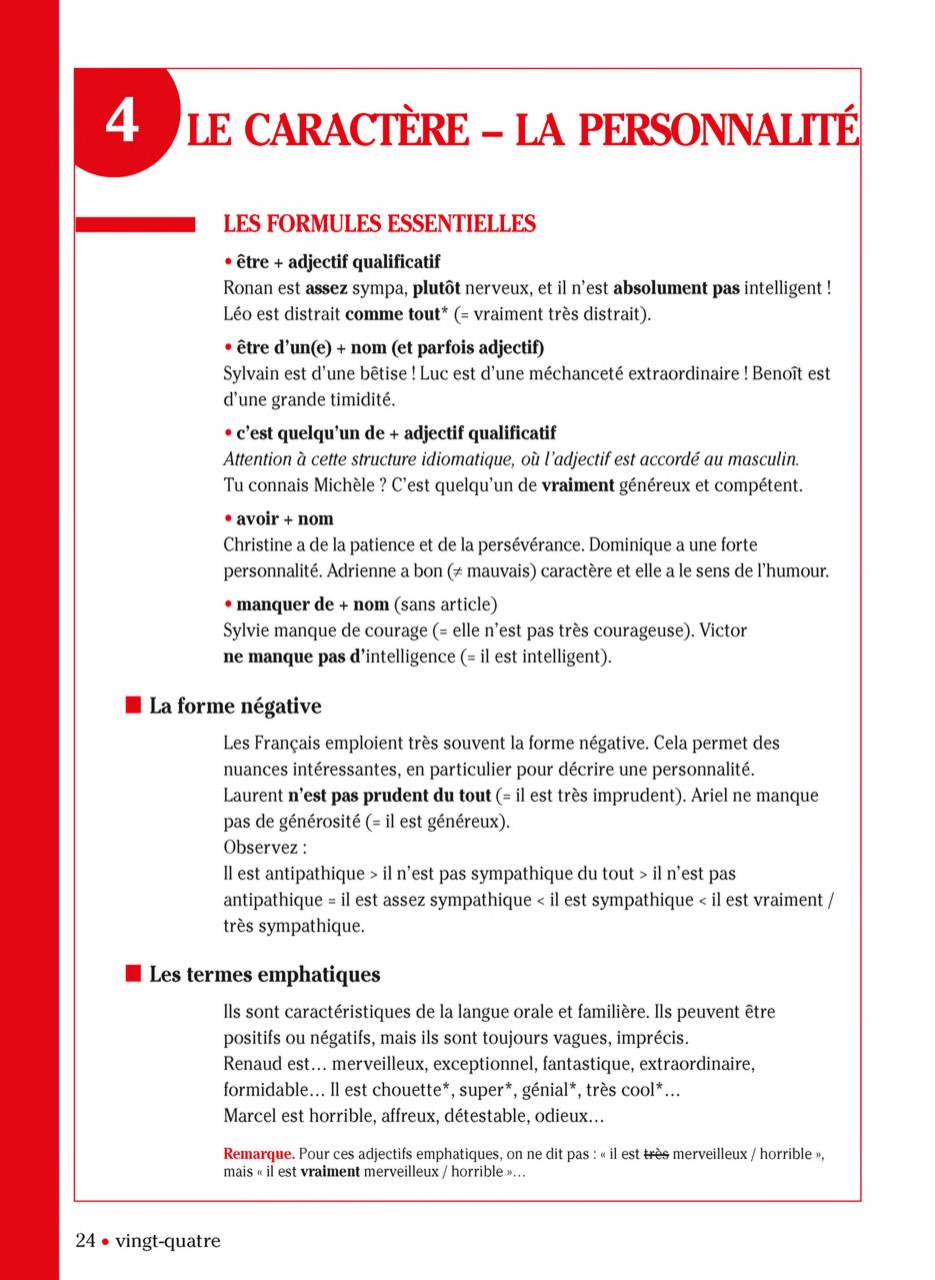 4
LE CARACTÈRE – LA PERSONNALITÉ
LES FORMULES ESSENTIELLES
• être + adjectif qualificatif
Ronan est assez sympa, plutôt nerveux, et il n’est absolument pas intelligent !
Léo est distrait comme tout* (= vraiment très distrait).
• être d’un(e) + nom (et parfois adjectif)
Sylvain est d’une bêtise ! Luc est d’une méchanceté extraordinaire ! Benoît est
d’une grande timidité.
• c’est quelqu’un de + adjectif qualificatif
Attention à cette structure idiomatique, où l’adjectif est accordé au masculin.
Tu connais Michèle ? C’est quelqu’un de vraiment généreux et compétent.
• avoir + nom
Christine a de la patience et de la persévérance. Dominique a une forte
personnalité. Adrienne a bon (≠ mauvais) caractère et elle a le sens de l’humour.
• manquer de + nom (sans article)
Sylvie manque de courage (= elle n’est pas très courageuse). Victor
ne manque pas d’intelligence (= il est intelligent).
■ La forme négative
Les Français emploient très souvent la forme négative. Cela permet des
nuances intéressantes, en particulier pour décrire une personnalité.
Laurent n’est pas prudent du tout (= il est très imprudent). Ariel ne manque
pas de générosité (= il est généreux).
Observez :
Il est antipathique > il n’est pas sympathique du tout > il n’est pas
antipathique = il est assez sympathique < il est sympathique < il est vraiment /
très sympathique.
■ Les termes emphatiques
Ils sont caractéristiques de la langue orale et familière. Ils peuvent être
positifs ou négatifs, mais ils sont toujours vagues, imprécis.
Renaud est… merveilleux, exceptionnel, fantastique, extraordinaire,
formidable… Il est chouette*, super*, génial*, très cool*…
Marcel est horrible, affreux, détestable, odieux…
Remarque. Pour ces adjectifs emphatiques, on ne dit pas : « il est très merveilleux / horrible »,
mais « il est vraiment merveilleux / horrible »…
24 • vingt-quatre